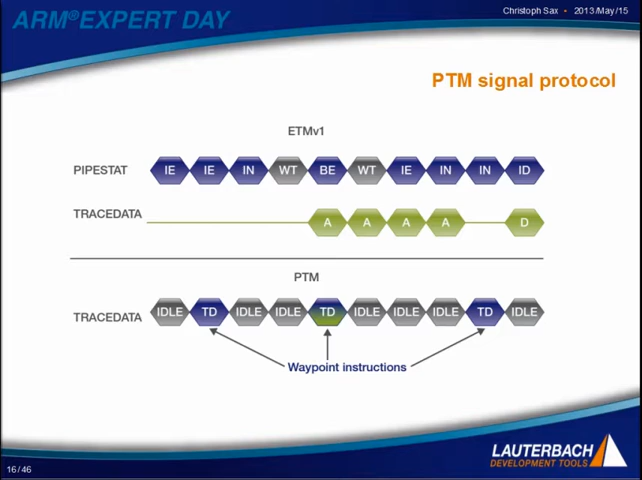 ARM®EXPERT DAY
Christoph Sax • 2013/May/15
PTM signal protocol
ETMv1
PIPESTAT IE IE IN WT BE WT IE IN IN ID
TRACEDATA A A A A D
PTM
TRACEDATA IDLE TD IDLE IDLE TD IDLE IDLE IDLE TD IDLE
Waypoint instructions
16/46
LAUTERBACH
DEVELOPMENT TOOLS